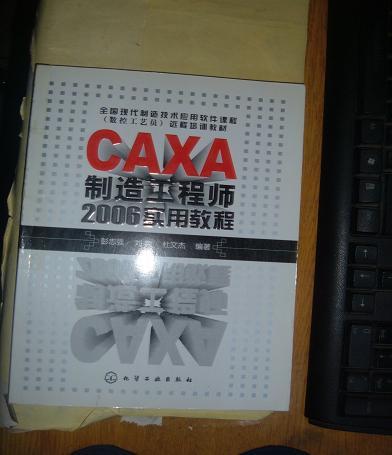 全国现代制造技术应用软件课程
（数控工艺员）远程培训教材
CAXA
制造工程师
2006实用教程
彭志强 刘 杜文杰 编著
化学工业出版社